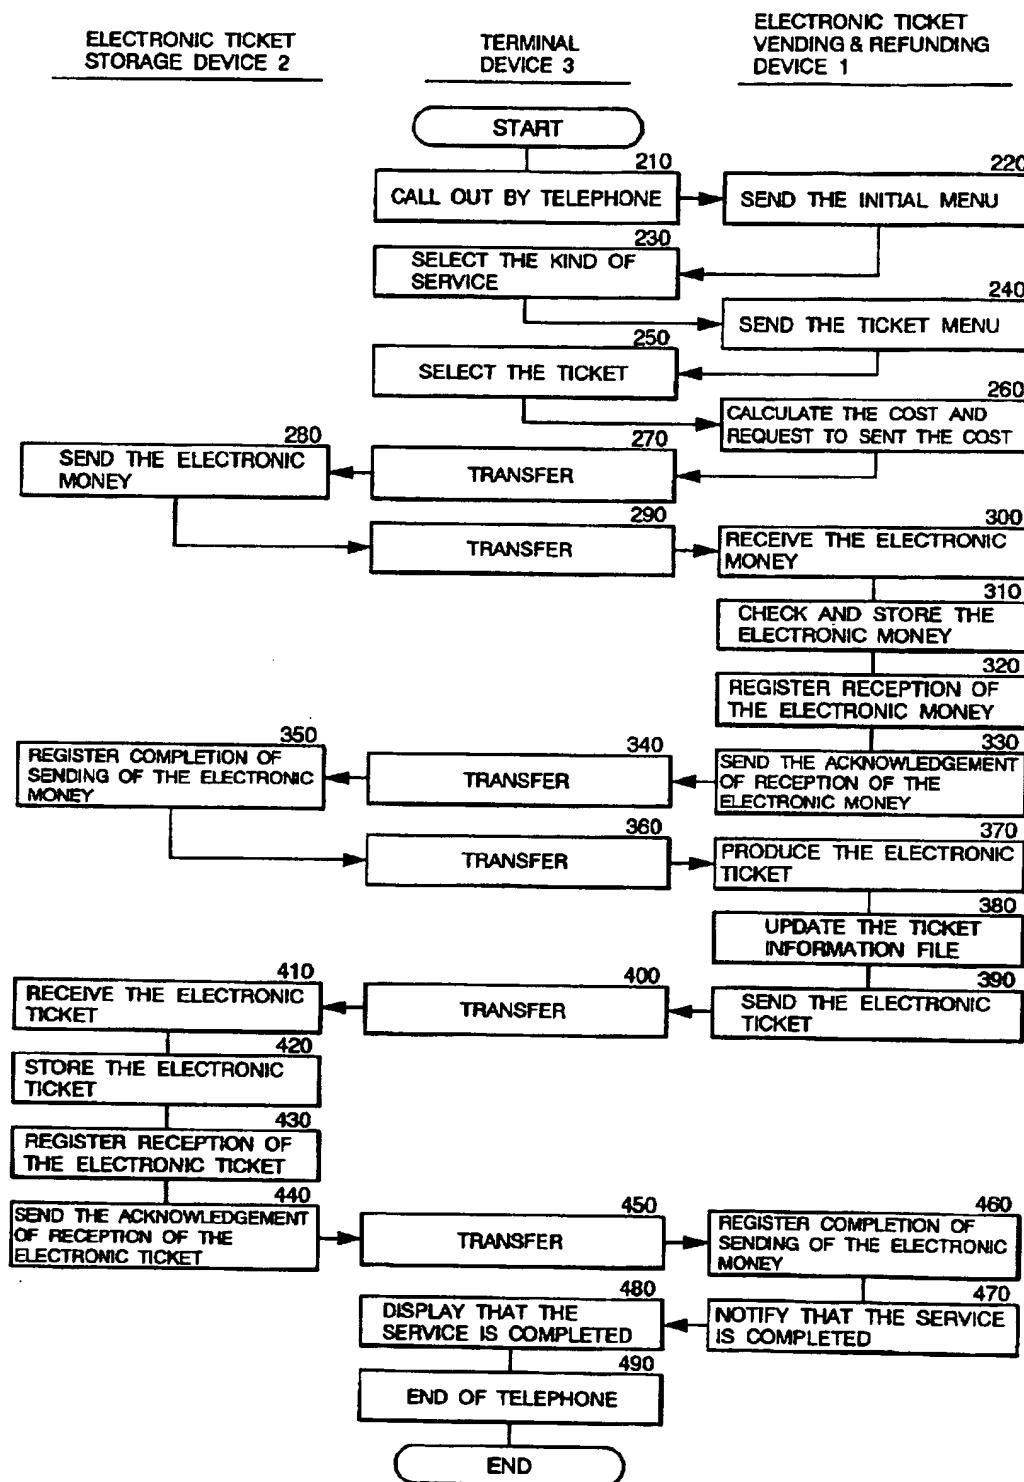 ELECTRONIC TICKET
STORAGE DEVICE 2
TERMINAL
DEVICE 3
ELECTRONIC TICKET
VENDING & REFUNDING
DEVICE 1
START
210
CALL OUT BY TELEPHONE
220
SEND THE INITIAL MENU
230
SELECT THE KIND OF
SERVICE
240
SEND THE TICKET MENU
250
SELECT THE TICKET
260
CALCULATE THE COST AND
REQUEST TO SENT THE COST
270
TRANSFER
280
SEND THE ELECTRONIC
MONEY
290
TRANSFER
300
RECEIVE THE ELECTRONIC
MONEY
310
CHECK AND STORE THE
ELECTRONIC MONEY
320
REGISTER RECEPTION OF
THE ELECTRONIC MONEY
330
SEND THE ACKNOWLEDGEMENT
OF RECEPTION OF THE
ELECTRONIC MONEY
340
TRANSFER
350
REGISTER COMPLETION OF
SENDING OF THE ELECTRONIC
MONEY
360
TRANSFER
370
PRODUCE THE ELECTRONIC
TICKET
380
UPDATE THE TICKET
INFORMATION FILE
390
SEND THE ELECTRONIC
TICKET
400
TRANSFER
410
RECEIVE THE ELECTRONIC
TICKET
420
STORE THE ELECTRONIC
TICKET
430
REGISTER RECEPTION OF
THE ELECTRONIC TICKET
440
SEND THE ACKNOWLEDGEMENT
OF RECEPTION OF THE
ELECTRONIC TICKET
450
TRANSFER
460
REGISTER COMPLETION OF
SENDING OF THE ELECTRONIC
MONEY
470
NOTIFY THAT THE SERVICE
IS COMPLETED
480
DISPLAY THAT THE
SERVICE IS COMPLETED
490
END OF TELEPHONE
END